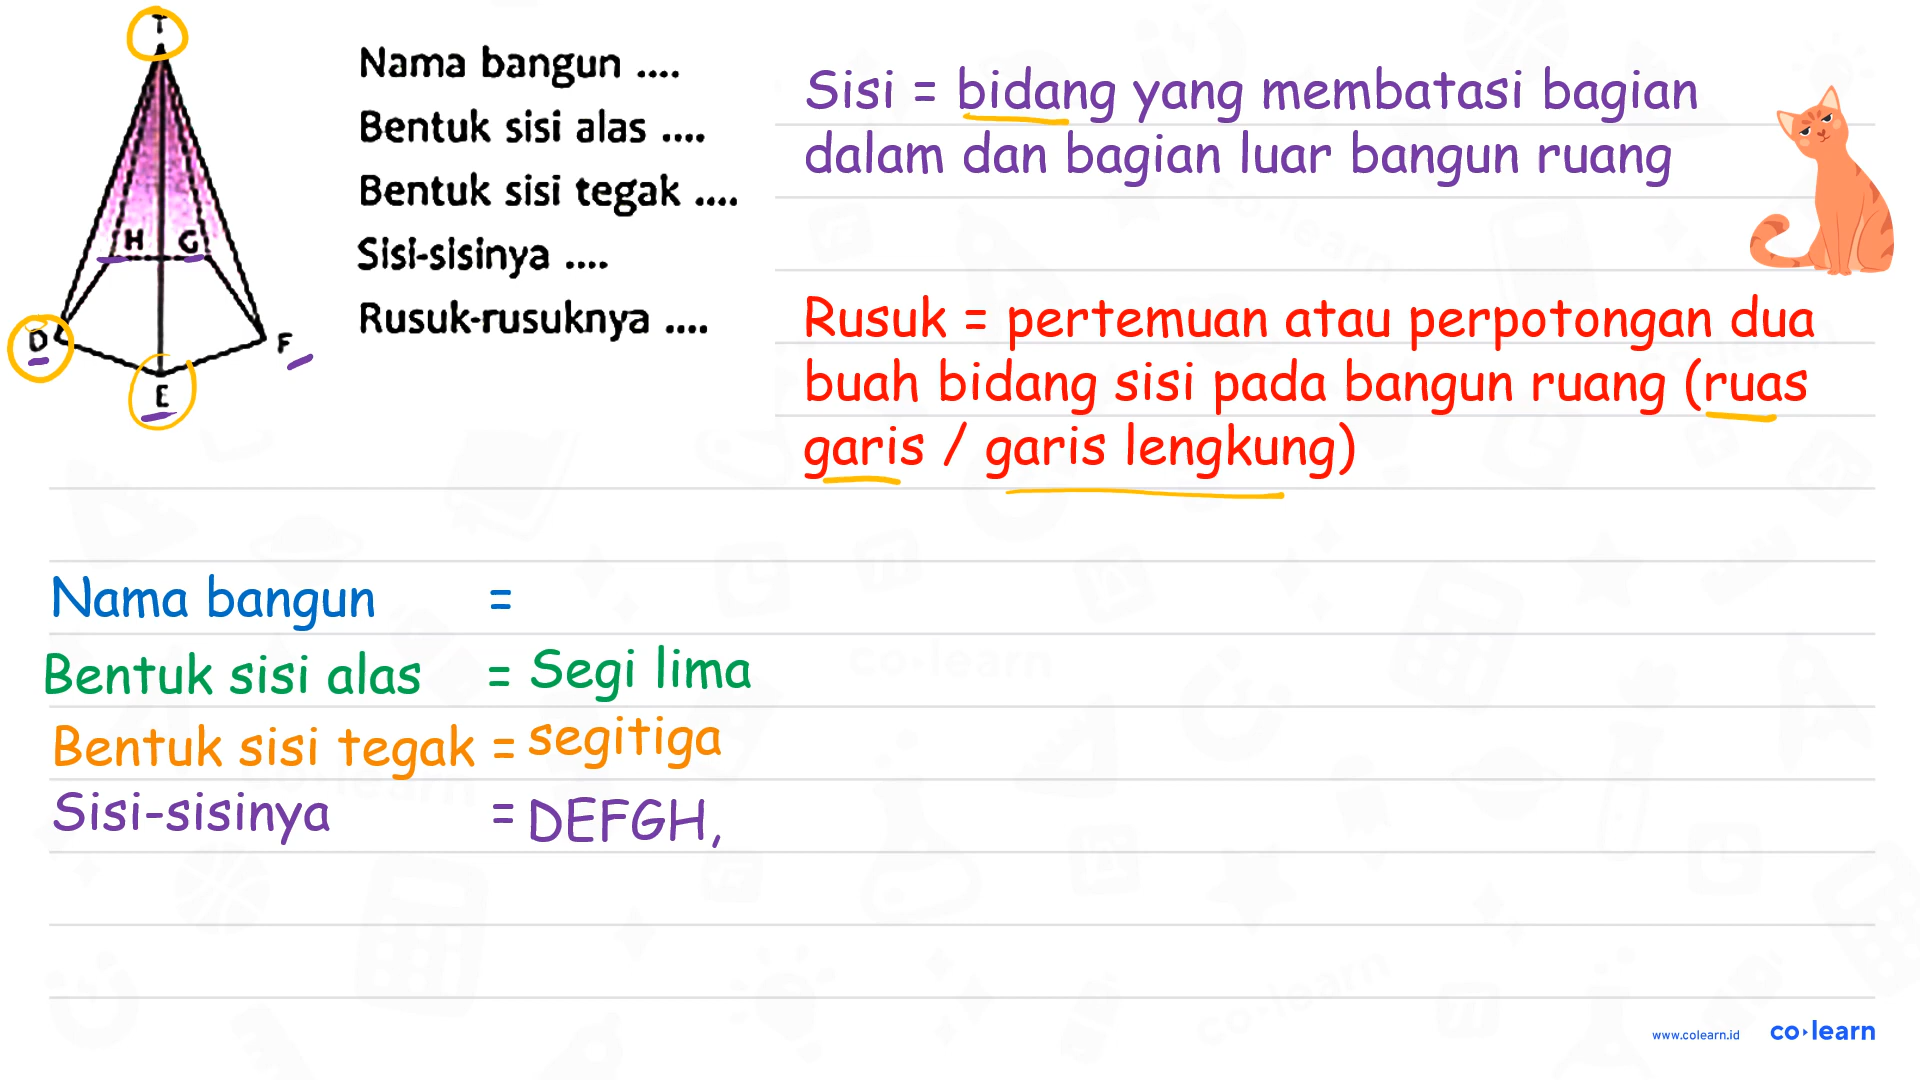 T
H G
D
F
E
Nama bangun ....
Bentuk sisi alas ....
Bentuk sisi tegak ....
Sisi-sisinya ....
Rusuk-rusuknya ....
Sisi = bidang yang membatasi bagian
dalam dan bagian luar bangun ruang
Rusuk = pertemuan atau perpotongan dua
buah bidang sisi pada bangun ruang (ruas
garis / garis lengkung)
Nama bangun =
Bentuk sisi alas = Segi lima
Bentuk sisi tegak = segitiga
Sisi-sisinya = DEFGH,
www.colearn.id co learn